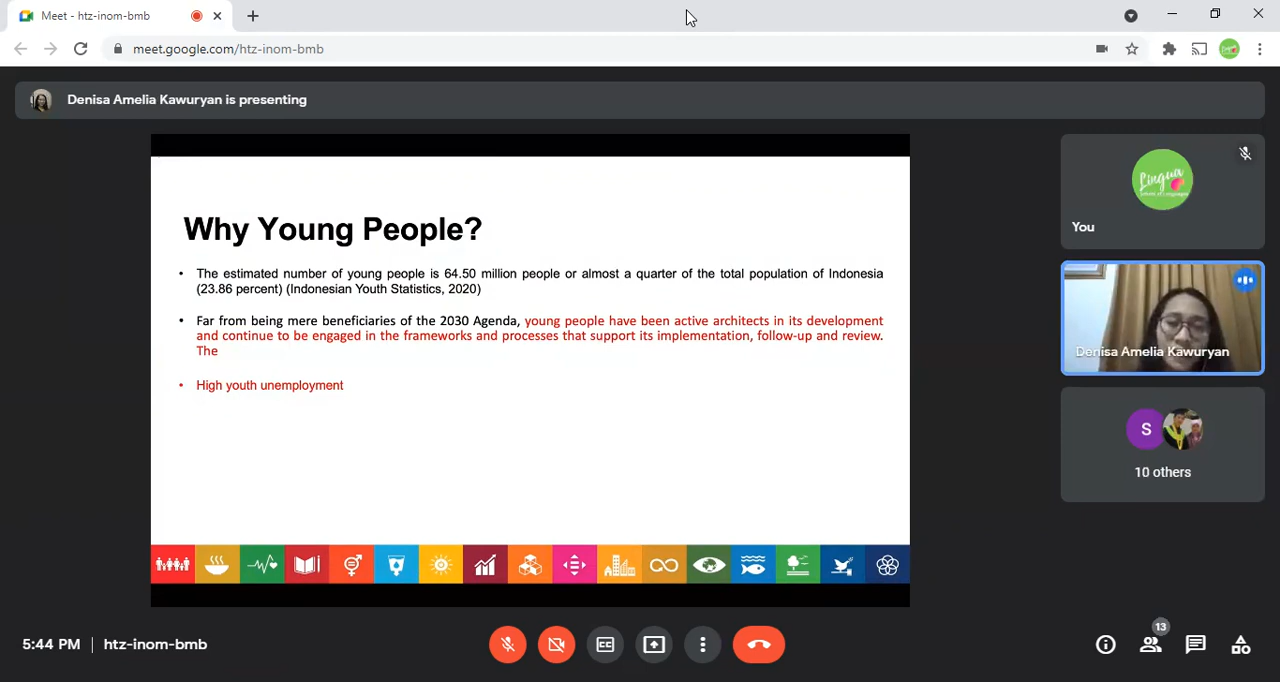 Meet - htz-inom-bmb
meet.google.com/htz-inom-bmb
Denisa Amelia Kawuryan is presenting
Why Young People?
• The estimated number of young people is 64.50 million people or almost a quarter of the total population of Indonesia
(23.86 percent) (Indonesian Youth Statistics, 2020)
• Far from being mere beneficiaries of the 2030 Agenda, young people have been active architects in its development
and continue to be engaged in the frameworks and processes that support its implementation, follow-up and review.
The
• High youth unemployment
Lingua
You
Denisa Amelia Kawuryan
S
10 others
5:44 PM | htz-inom-bmb
CC
13